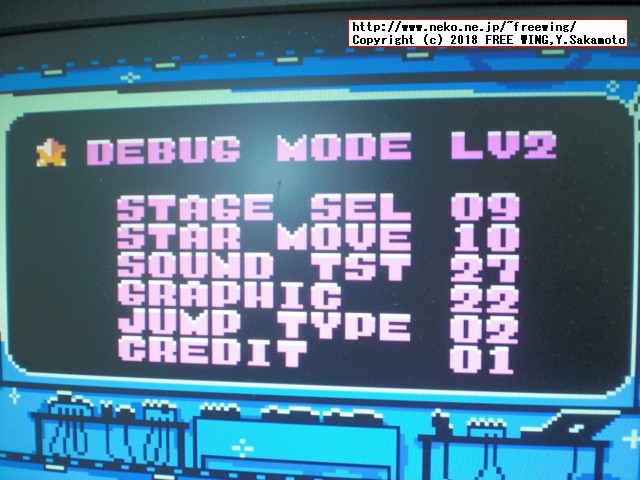 http://www.neko.ne.jp/~freewing/
Copyright (c) 2018 FREE WING,Y.Sakamoto
DEBUG MODE LV2
STAGE SEL 09
STAR MOVE 10
SOUND TST 27
GRAPHIC 22
JUMP TYPE 02
CREDIT 01